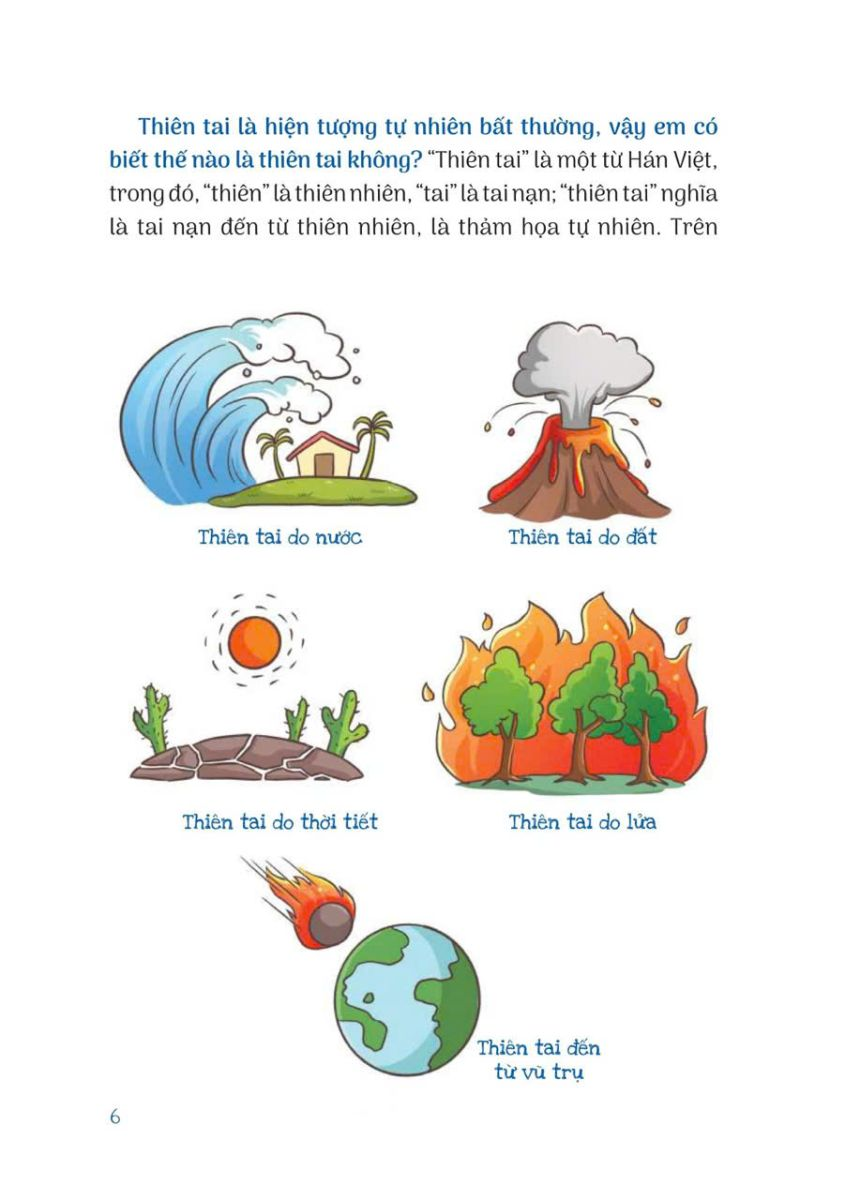 Thiên tai là hiện tượng tự nhiên bất thường, vậy em có
biết thế nào là thiên tai không? “Thiên tai” là một từ Hán Việt,
trong đó, “thiên” là thiên nhiên, “tai” là tai nạn; “thiên tai” nghĩa
là tai nạn đến từ thiên nhiên, là thảm họa tự nhiên. Trên
Thiên tai do nước
Thiên tai do đất
Thiên tai do thời tiết
Thiên tai do lửa
Thiên tai đến
từ vũ trụ
6